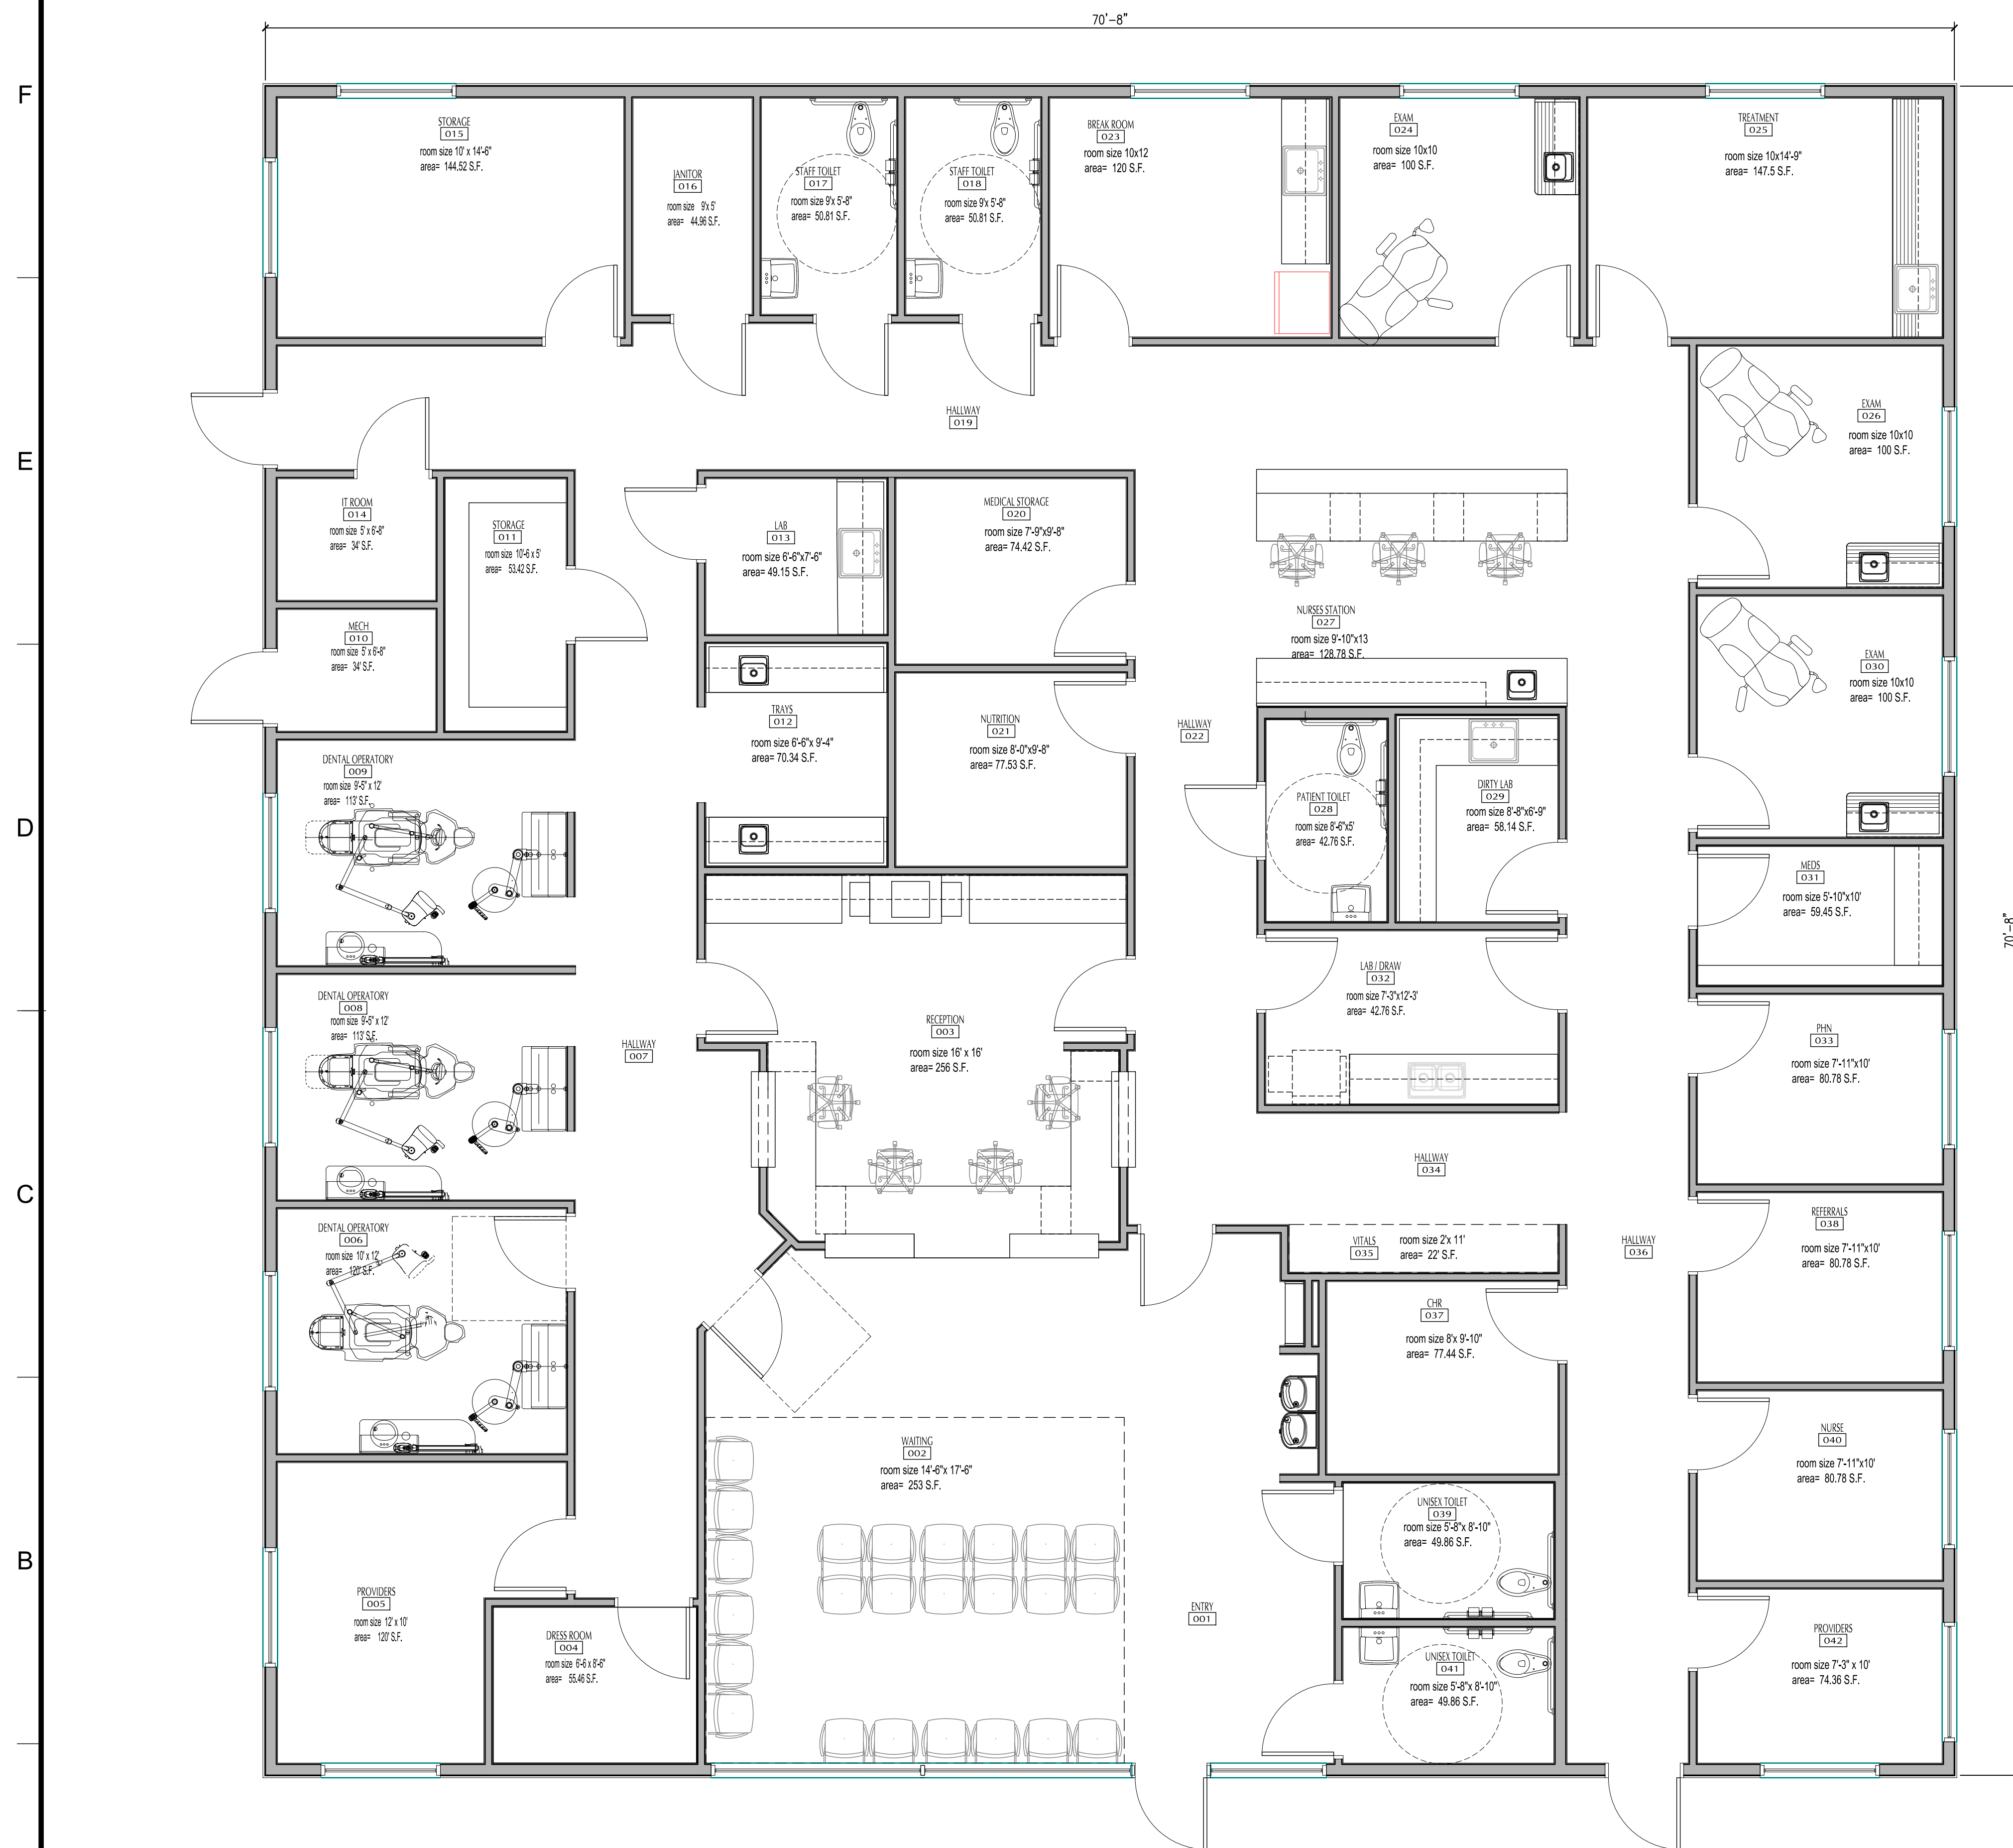 70'-8"
F
STORAGE
015
room size 10' x 14'-6"
area= 144.52 S.F.
JANITOR
016
room size 9'x 5'
area= 44.96 S.F.
STAFF TOILET
017
room size 9'x 5'-8"
area= 50.81 S.F.
STAFF TOILET
018
room size 9'x 5'-8"
area= 50.81 S.F.
BREAK ROOM
023
room size 10x12
area= 120 S.F.
EXAM
024
room size 10x10
area= 100 S.F.
TREATMENT
025
room size 10x14'-9"
area= 147.5 S.F.
HALLWAY
019
EXAM
026
room size 10x10
area= 100 S.F.
E
IT ROOM
014
room size 5' x 6'-8"
area= 34' S.F.
STORAGE
011
room size 10'-6 x 5'
area= 53.42 S.F.
LAB
013
room size 6'-6"x7'-6"
area= 49.15 S.F.
MEDICAL STORAGE
020
room size 7'-9"x9'-8"
area= 74.42 S.F.
NURSES STATION
027
room size 9'-10"x13
area= 128.78 S.F.
MECH
010
room size 5' x 6'-8"
area= 34' S.F.
EXAM
030
room size 10x10
area= 100 S.F.
TRAYS
012
room size 6'-6"x 9'-4"
area= 70.34 S.F.
NUTRITION
021
room size 8'-0"x9'-8"
area= 77.53 S.F.
HALLWAY
022
D
DENTAL OPERATORY
009
room size 9'-5" x 12'
area= 113' S.F.
PATIENT TOILET
028
room size 8'-6"x5'
area= 42.76 S.F.
DIRTY LAB
029
room size 8'-8"x6'-9"
area= 58.14 S.F.
MEDS
031
room size 5'-10"x10'
area= 59.45 S.F.
70'-8"
DENTAL OPERATORY
008
room size 9'-5" x 12'
area= 113' S.F.
HALLWAY
007
RECEPTION
003
room size 16' x 16'
area= 256 S.F.
LAB / DRAW
032
room size 7'-3"x12'-3'
area= 42.76 S.F.
PHN
033
room size 7'-11"x10'
area= 80.78 S.F.
C
HALLWAY
034
DENTAL OPERATORY
006
room size 10' x 12'
area= 120' S.F.
VITALS
035
room size 2'x 11'
area= 22' S.F.
HALLWAY
036
REFERRALS
038
room size 7'-11"x10'
area= 80.78 S.F.
CHR
037
room size 8'x 9'-10"
area= 77.44 S.F.
WAITING
002
room size 14'-6"x 17'-6"
area= 253 S.F.
NURSE
040
room size 7'-11"x10'
area= 80.78 S.F.
B
UNISEX TOILET
039
room size 5'-8"x 8'-10"
area= 49.86 S.F.
PROVIDERS
005
room size 12' x 10'
area= 120' S.F.
DRESS ROOM
004
room size 6'-6 x 8'-6"
area= 55.46 S.F.
ENTRY
001
UNISEX TOILET
041
room size 5'-8"x 8'-10"
area= 49.86 S.F.
PROVIDERS
042
room size 7'-3" x 10'
area= 74.36 S.F.